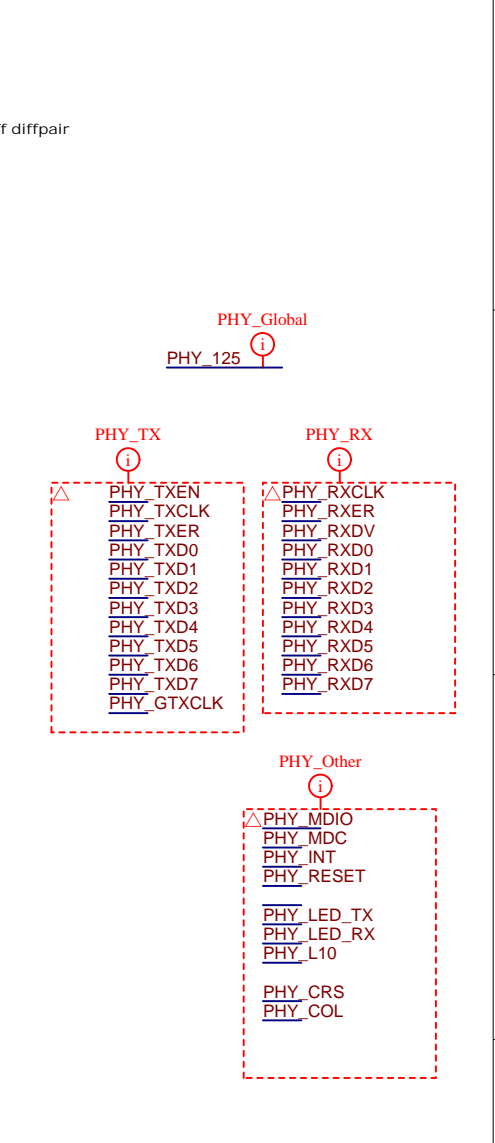 f diffpair
PHY_Global
i
PHY_125
PHY_TX
i
PHY_TXEN
PHY_TXCLK
PHY_TXER
PHY_TXD0
PHY_TXD1
PHY_TXD2
PHY_TXD3
PHY_TXD4
PHY_TXD5
PHY_TXD6
PHY_TXD7
PHY_GTXCLK
PHY_RX
i
PHY_RXCLK
PHY_RXER
PHY_RXDV
PHY_RXD0
PHY_RXD1
PHY_RXD2
PHY_RXD3
PHY_RXD4
PHY_RXD5
PHY_RXD6
PHY_RXD7
PHY_Other
i
PHY_MDIO
PHY_MDC
PHY_INT
PHY_RESET
PHY_LED_TX
PHY_LED_RX
PHY_L10
PHY_CRS
PHY_COL